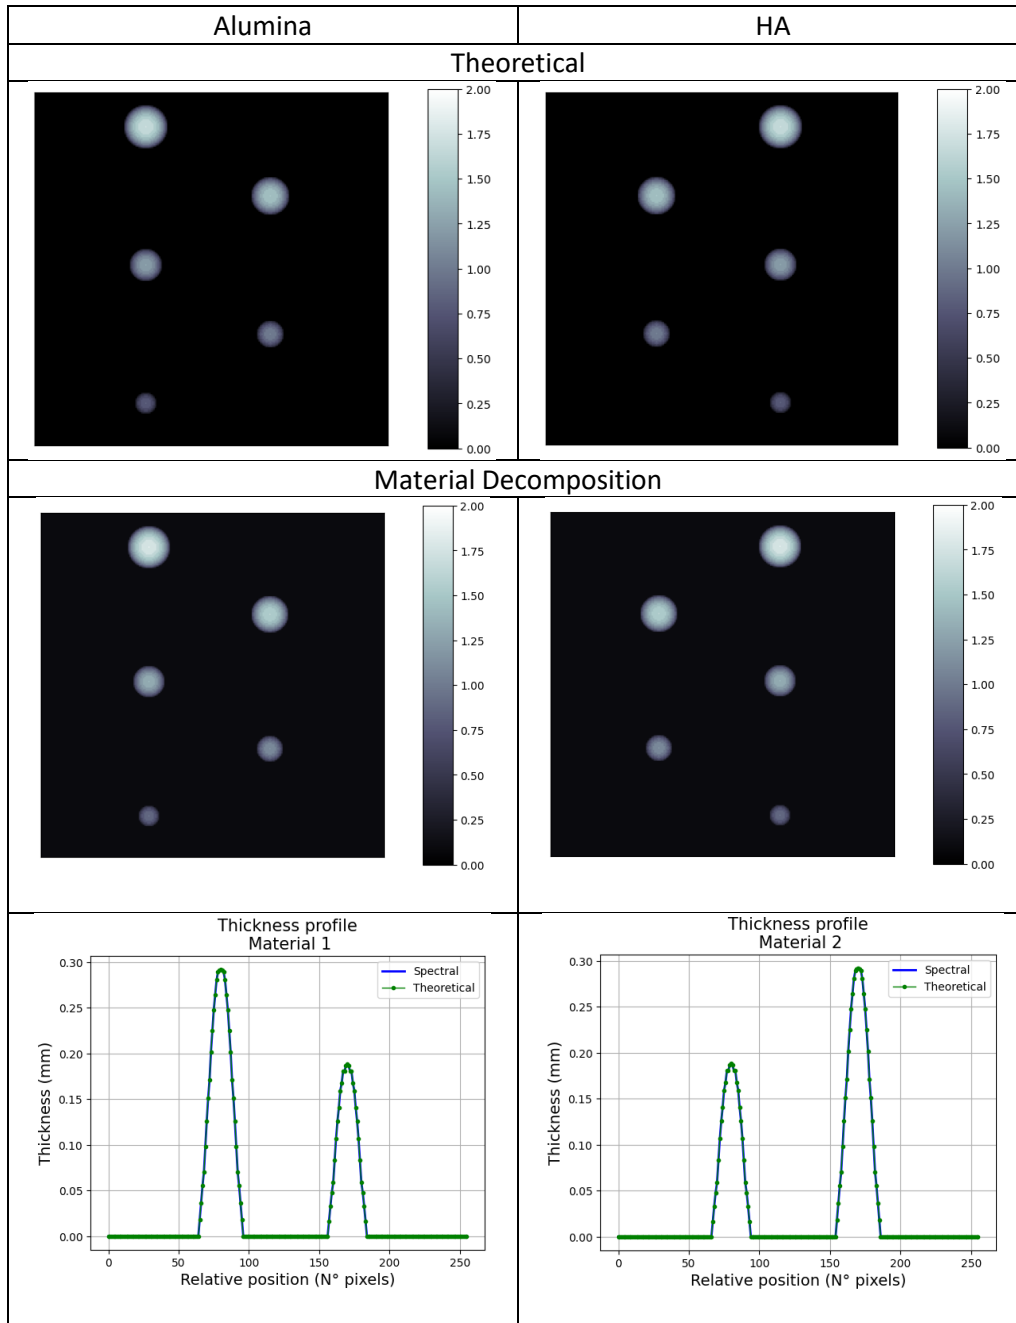 Alumina HA
Theoretical
2.00 2.00
1.75 1.75
1.50 1.50
1.25 1.25
1.00 1.00
0.75 0.75
0.50 0.50
0.25 0.25
0.00 0.00
Material Decomposition
2.00 2.00
1.75 1.75
1.50 1.50
1.25 1.25
1.00 1.00
0.75 0.75
0.50 0.50
0.25 0.25
0.00 0.00
Thickness profile
Material 1
Spectral
Theoretical
Thickness (mm)
0.30
0.25
0.20
0.15
0.10
0.05
0.00
0 50 100 150 200 250
Relative position (N° pixels)
Thickness profile
Material 2
Spectral
Theoretical
Thickness (mm)
0.30
0.25
0.20
0.15
0.10
0.05
0.00
0 50 100 150 200 250
Relative position (N° pixels)